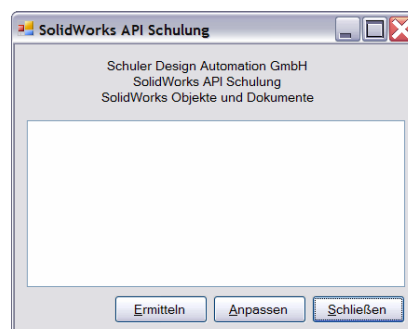 SolidWorks API Schulung
Schuler Design Automation GmbH
SolidWorks API Schulung
SolidWorks Objekte und Dokumente
Ermitteln
Anpassen
Schließen